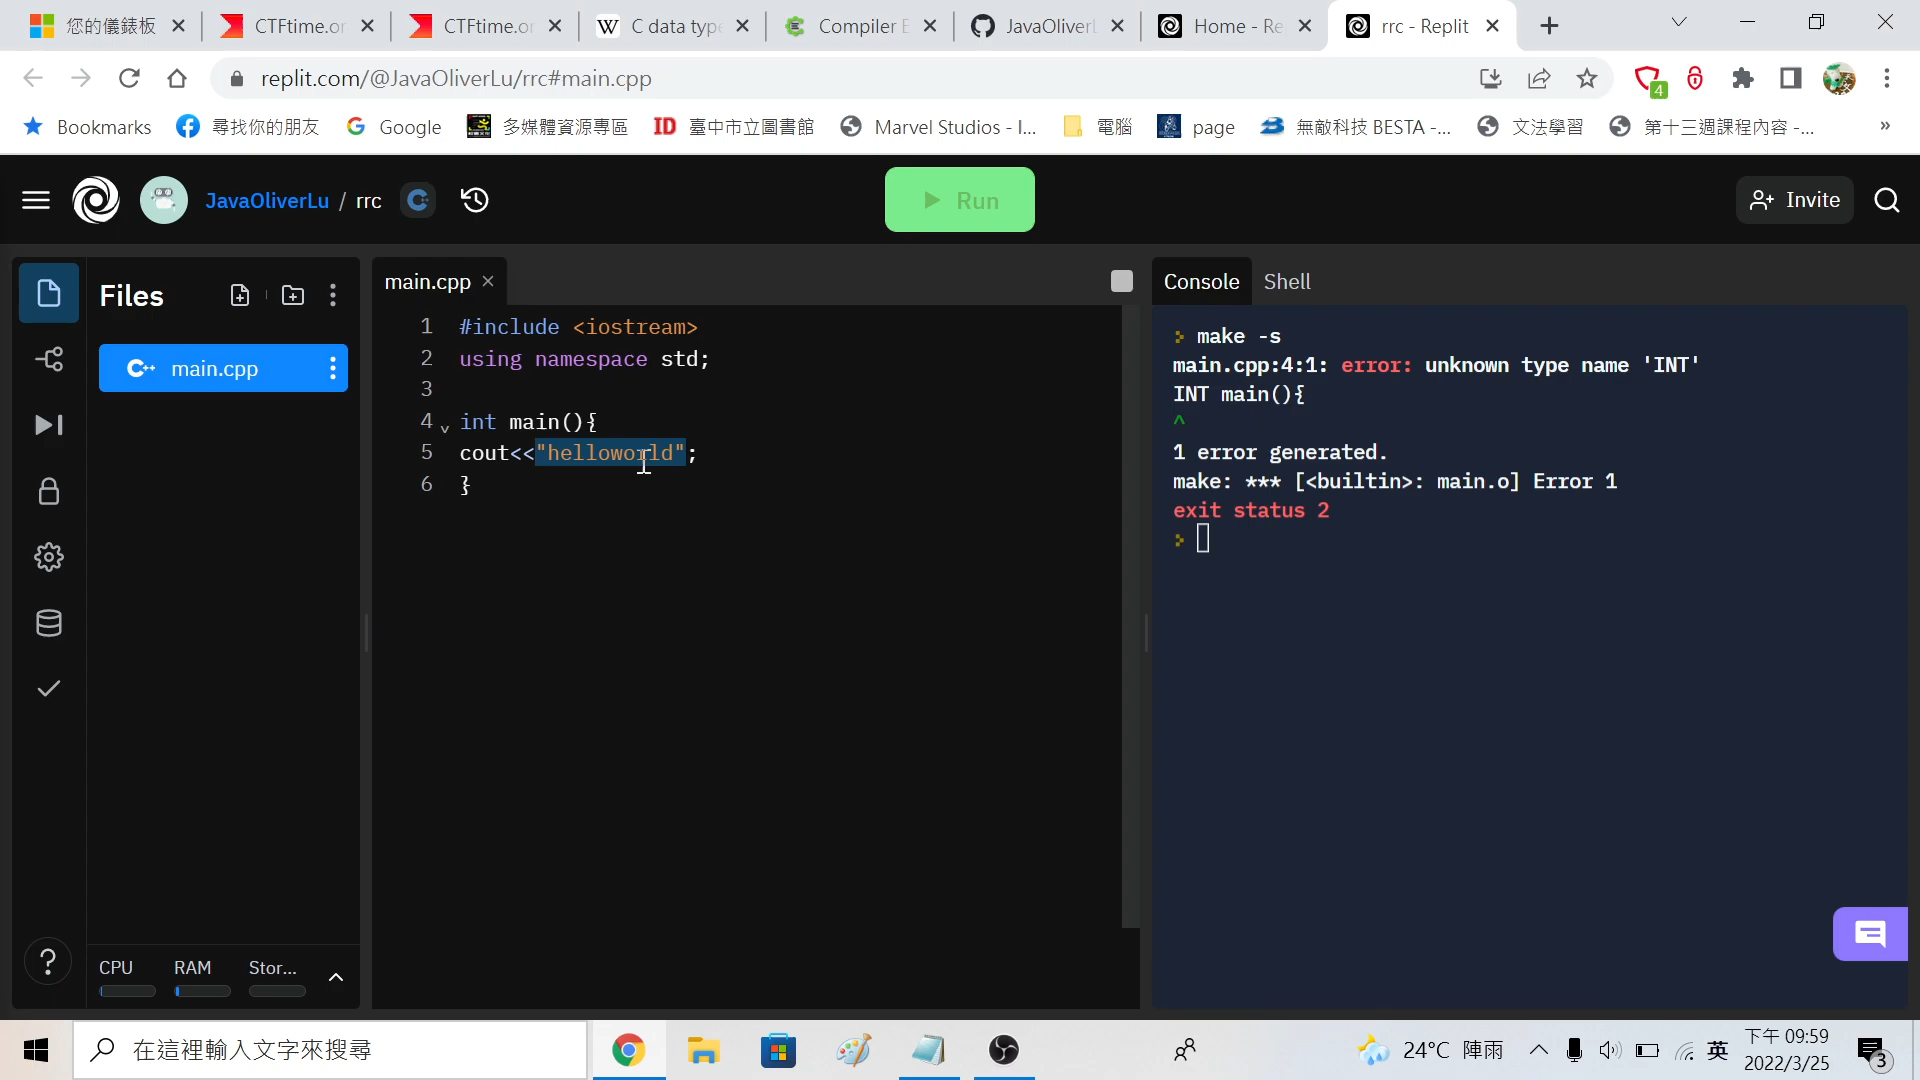 您的儀錶板
CTFtime.or
CTFtime.or
W C data type
Compiler E
JavaOliverL
Home - Re
rrc - Replit
replit.com/@JavaOliverLu/rrc#main.cpp
4
Bookmarks
尋找你的朋友
Google
多媒體資源專區
ID 臺中市立圖書館
Marvel Studios - I...
電腦
page
無敵科技 BESTA -...
文法學習
第十三週課程內容 -...
»
JavaOliverLu / rrc
Run
Invite
Files
main.cpp
main.cpp
Console
Shell
1 #include <iostream>
2 using namespace std;
3
4 int main(){
5 cout<<"helloworld";
6 }
make -s
main.cpp:4:1: error: unknown type name 'INT'
INT main(){
^
1 error generated.
make: *** [<builtin>: main.o] Error 1
exit status 2
?
CPU
RAM
Stor...
在這裡輸入文字來搜尋
24°C 陣雨
英
下午 09:59
2022/3/25
3